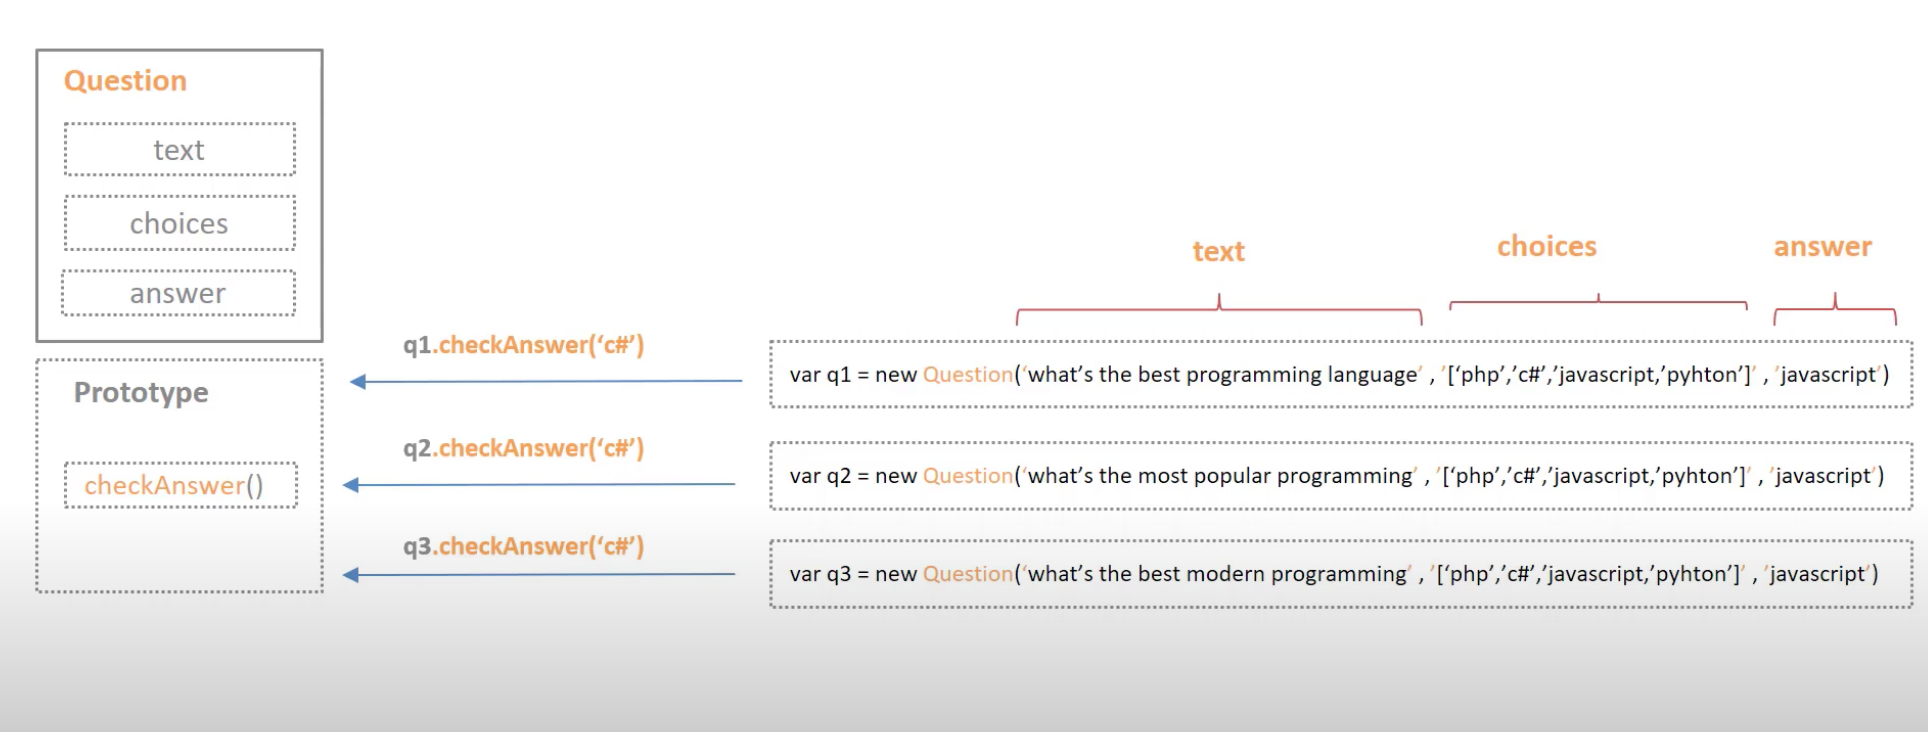 Question
text
choices
answer
Prototype
checkAnswer()
q1.checkAnswer(‘c#’)
q2.checkAnswer(‘c#’)
q3.checkAnswer(‘c#’)
text
choices
answer
var q1 = new Question(‘what’s the best programming language’ , ’[‘php’,’c#’,’javascript,’pyhton’]’ , ’javascript’)
var q2 = new Question(‘what’s the most popular programming’ , ’[‘php’,’c#’,’javascript,’pyhton’]’ , ’javascript’)
var q3 = new Question(‘what’s the best modern programming’ , ’[‘php’,’c#’,’javascript,’pyhton’]’ , ’javascript’)